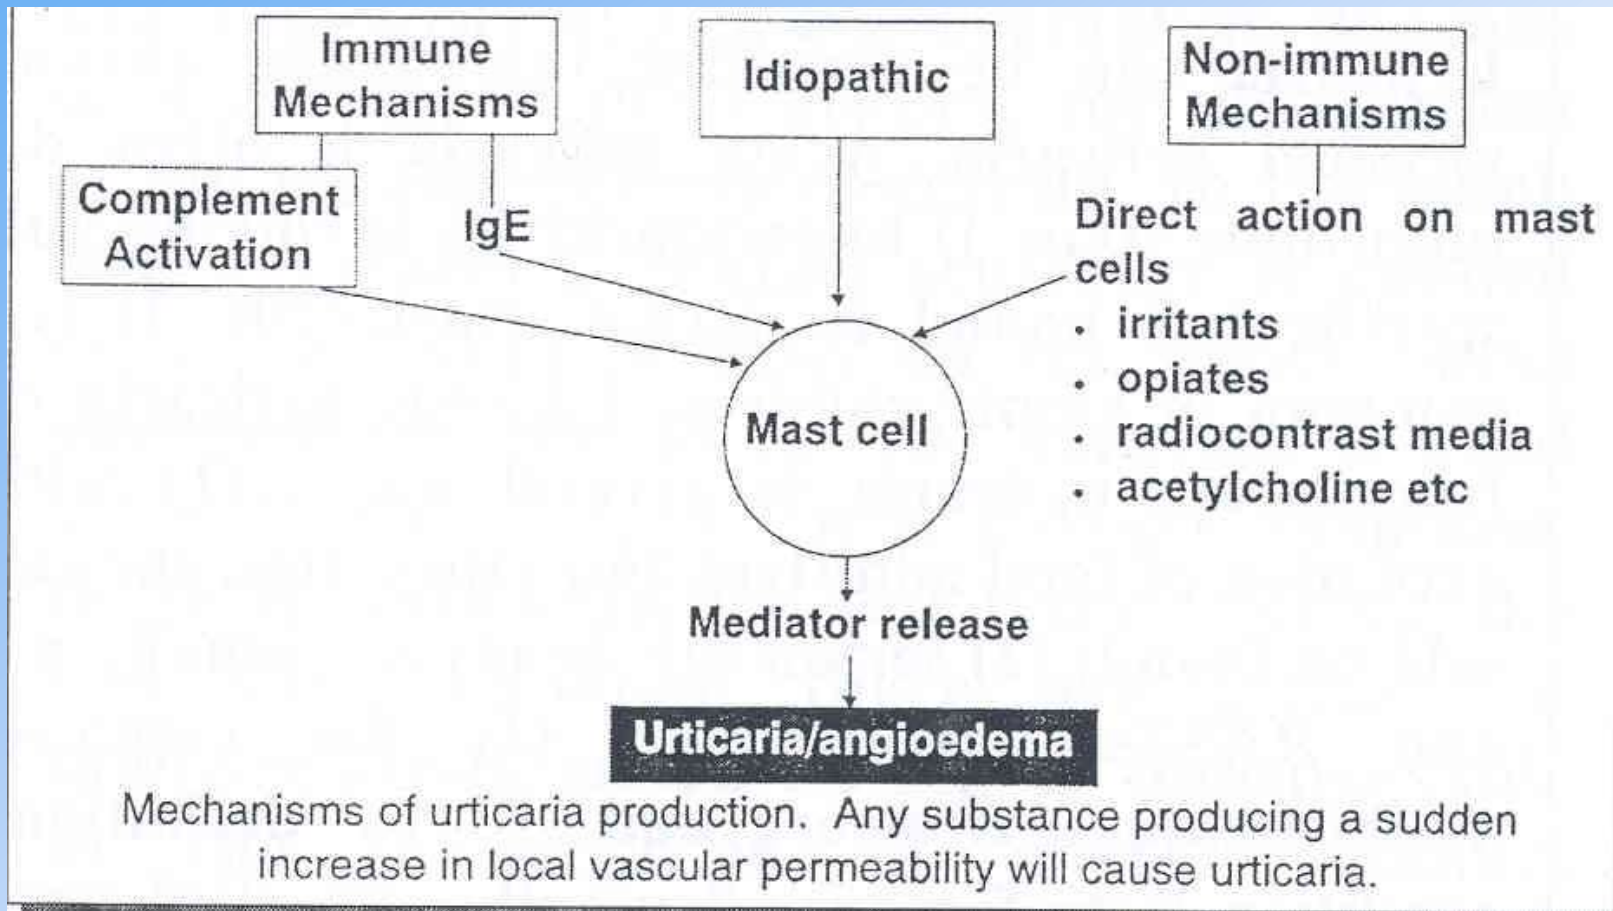 Immune
Mechanisms
Idiopathic
Non-immune
Mechanisms
Complement
Activation
IgE
Direct action on mast
cells
• irritants
• opiates
• radiocontrast media
• acetylcholine etc
Mast cell
Mediator release
Urticaria/angioedema
Mechanisms of urticaria production. Any substance producing a sudden
increase in local vascular permeability will cause urticaria.